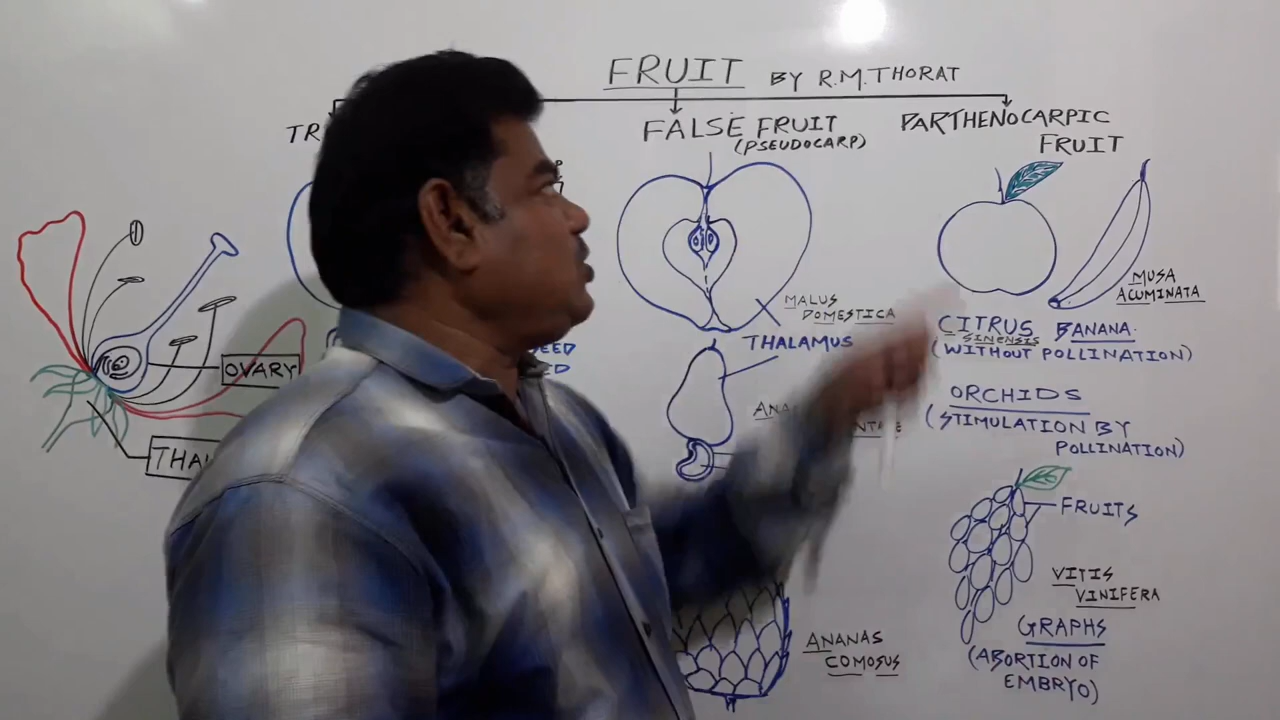 FRUIT BY R.M.THORAT
FALSE FRUIT
(PSEUDOCARP)
PARTHENOCARPIC
FRUIT
OVARY
MALUS
DOMESTICA
THALAMUS
MUSA
ACUMINATA
CITRUS BANANA.
SINENSIS
(WITHOUT POLLINATION)
ORCHIDS
(STIMULATION BY
POLLINATION)
FRUITS
VITIS
VINIFERA
GRAPHS
(ABORTION OF
EMBRYO)
ANANAS
COMOSUS